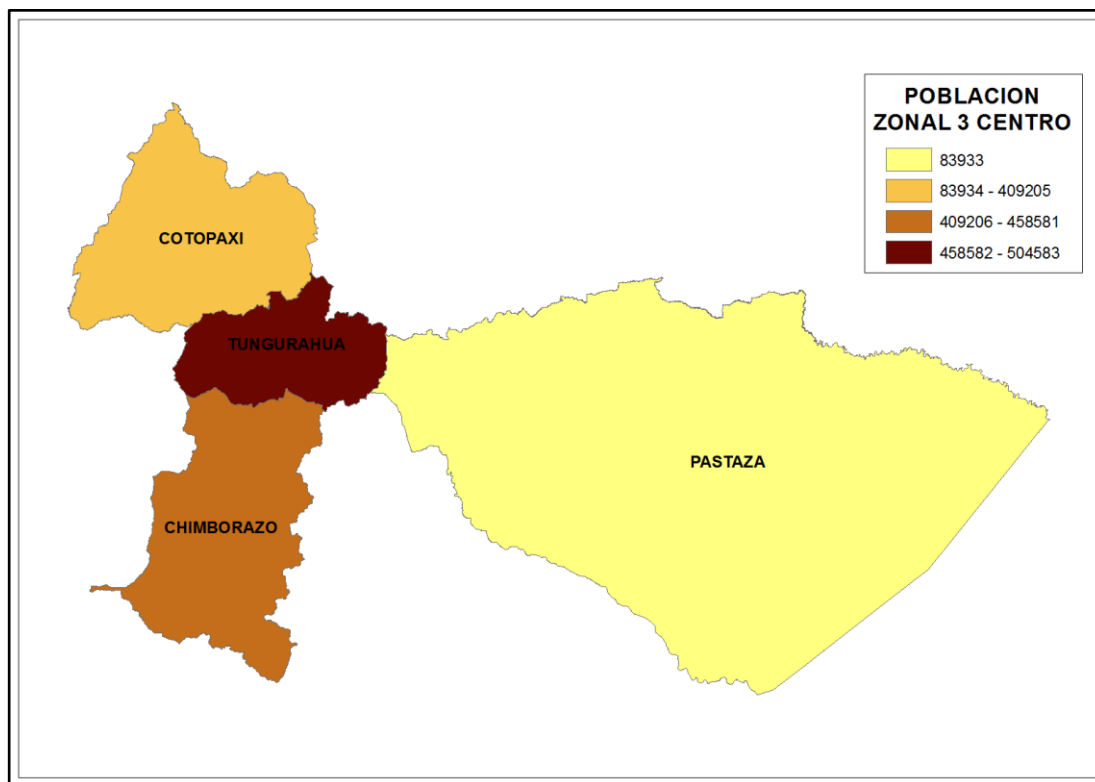 POBLACION
ZONAL 3 CENTRO
83933
83934 - 409205
409206 - 458581
458582 - 504583
COTOPAXI
TUNGURAHUA
PASTAZA
CHIMBORAZO